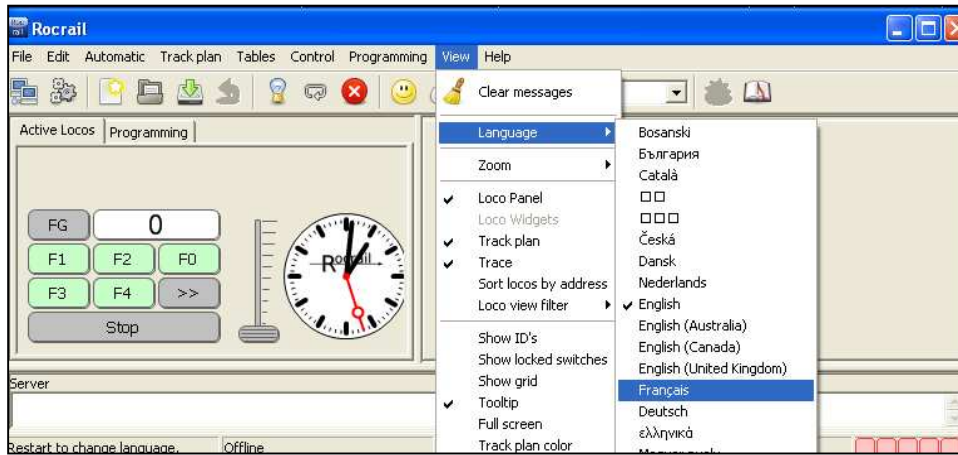 Rocrail
File Edit Automatic Track plan Tables Control Programming View Help
Active Locos Programming
FG 0
F1 F2 F0
F3 F4 >>
Stop
Rocrail
Clear messages
Language
Zoom
Loco Panel
Loco Widgets
Track plan
Trace
Sort locos by address
Loco view filter
Show ID's
Show locked switches
Show grid
Tooltip
Full screen
Track plan color
Bosanski
България
Català
Česká
Dansk
Nederlands
English
English (Australia)
English (Canada)
English (United Kingdom)
Français
Deutsch
ελληνικά
Server
Restart to change language. Offline